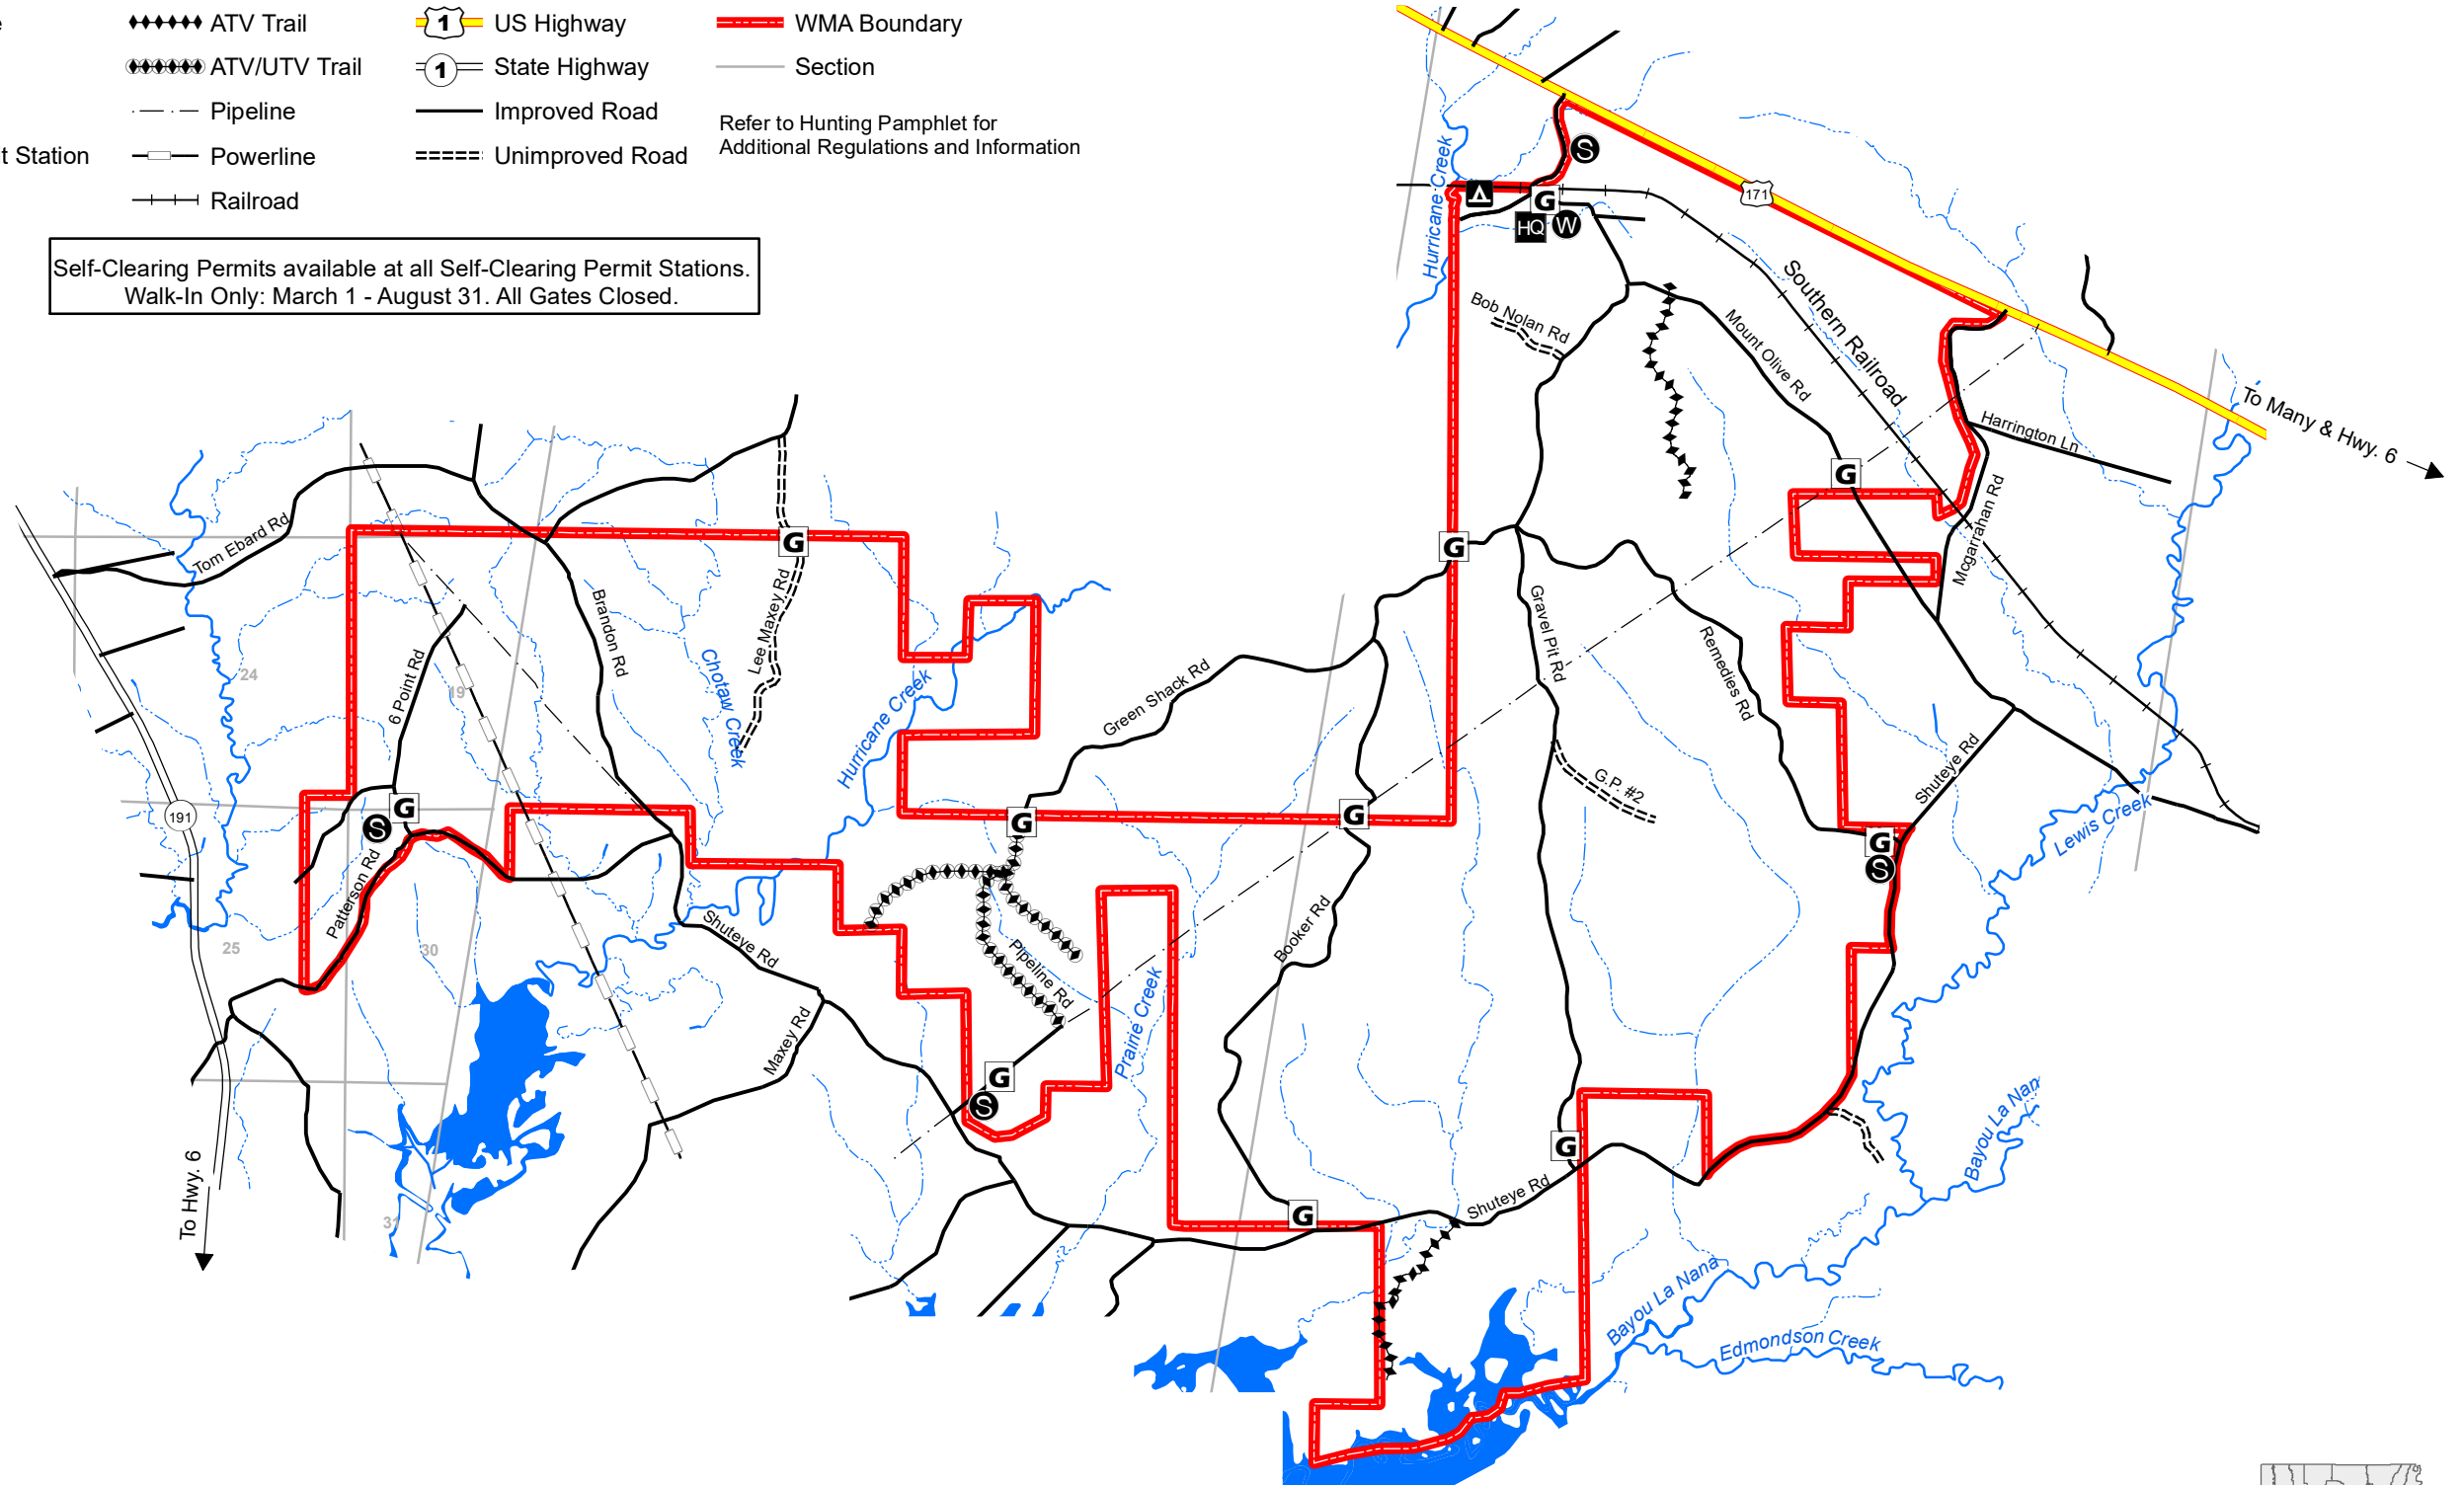 ATV Trail
US Highway
1
WMA Boundary
ATV/UTV Trail
State Highway
1
Section
Pipeline
Improved Road
Refer to Hunting Pamphlet for
Additional Regulations and Information
t Station
Powerline
Unimproved Road
Railroad
Self-Clearing Permits available at all Self-Clearing Permit Stations.
Walk-In Only: March 1 - August 31. All Gates Closed.
S
171
G
HQ
W
Hurricane Creek
Southern Railroad
Bob Nolan Rd
Mount Olive Rd
To Many & Hwy. 6
Harrington Ln
G
Mcgarrahan Rd
Tom Ebard Rd
G
G
Lee Maxey Rd
Brandon Rd
Gravel Pit Rd
Remedies Rd
24
19
6 Point Rd
Chotaw Creek
Hurricane Creek
Green Shack Rd
Shuteye Rd
G.P. #2
Lewis Creek
191
G
S
G
G
G
S
Patterson Rd
25
30
Shuteye Rd
Pipeline Rd
Booker Rd
Prairie Creek
Maxey Rd
G
S
Bayou La Nan
G
To Hwy. 6
31
G
Shuteye Rd
Bayou La Nana
Edmondson Creek